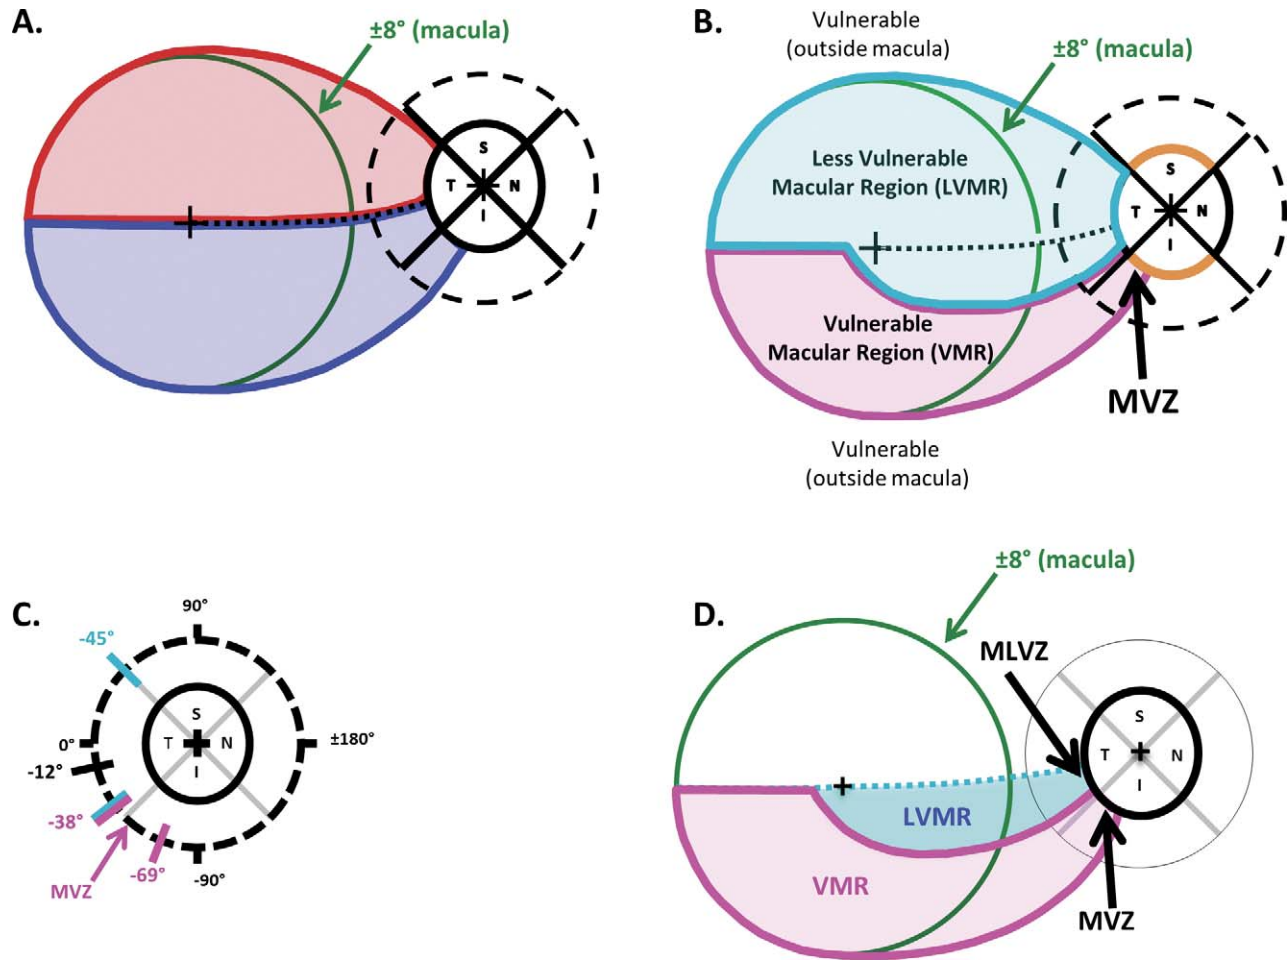 A.
±8° (macula)
S
T N
I
B.
Vulnerable
(outside macula)
±8° (macula)
Less Vulnerable
Macular Region (LVMR)
S
T N
I
Vulnerable
Macular Region (VMR)
MVZ
Vulnerable
(outside macula)
C.
90°
-45°
S
T N
I
0°
±180°
-12°
-38°
MVZ
-69°
-90°
D.
±8° (macula)
MLVZ
S
T N
I
LVMR
VMR
MVZ